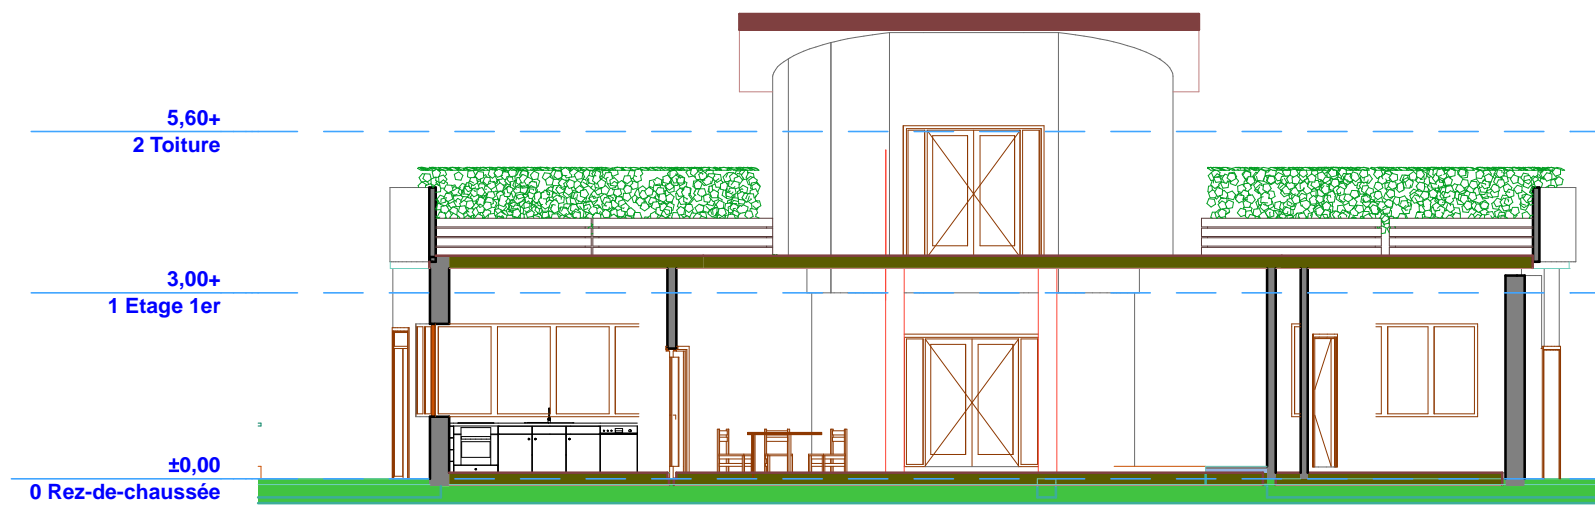 5,60+
2 Toiture
3,00+
1 Etage 1er
±0,00
0 Rez-de-chaussée